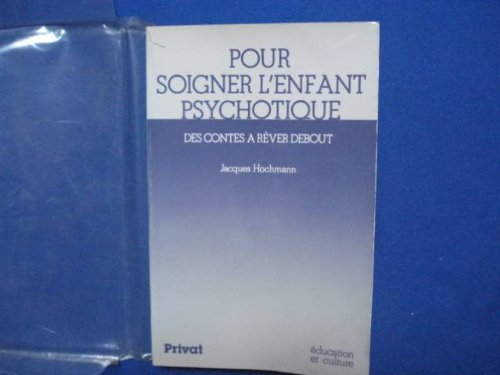 POUR
SOIGNER L'ENFANT
PSYCHOTIQUE
DES CONTES A RÊVER DEBOUT
Jacques Hochmann
Privat
éducation
et culture